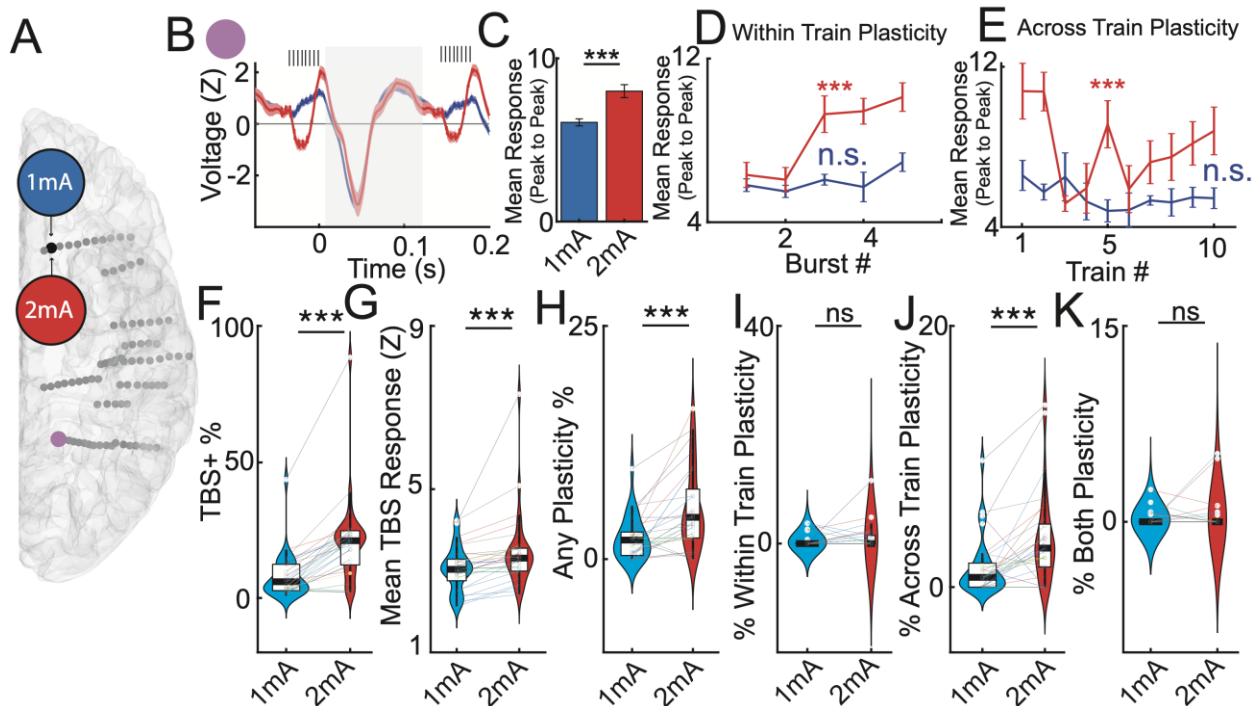 A
1mA
2mA
B
Voltage (Z)
2
0
-2
0
0.1
0.2
Time (s)
C
***
Mean Response
(Peak to Peak)
10
0
1mA
2mA
D
Within Train Plasticity
Mean Response
(Peak to Peak)
12
4
***
n.s.
2
4
Burst #
E
Across Train Plasticity
Mean Response
(Peak to Peak)
12
4
***
n.s.
1
5
10
Train #
F
***
TBS+ %
100
50
0
1mA
2mA
G
***
Mean TBS Response (Z)
9
5
1
1mA
2mA
H
***
Any Plasticity %
25
0
1mA
2mA
I
ns
% Within Train Plasticity
40
0
1mA
2mA
J
***
% Across Train Plasticity
20
0
1mA
2mA
K
ns
% Both Plasticity
15
0
1mA
2mA